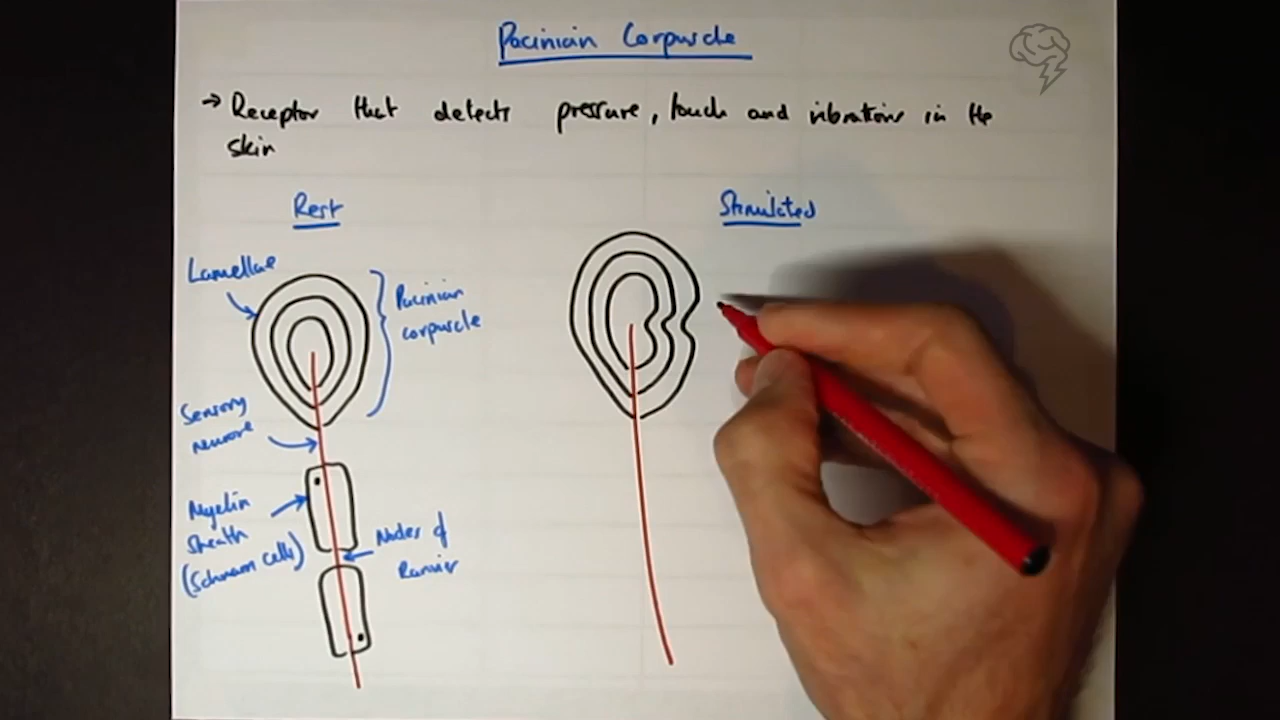 Pacinian Corpuscle
→ Receptor that detects pressure, touch and vibrations in the
skin
Rest
Stimulated
Lamellae
Pacinian
corpuscle
Sensory
neurone
Myelin
Sheath
(Schwann cells)
Nodes of
Ranvier